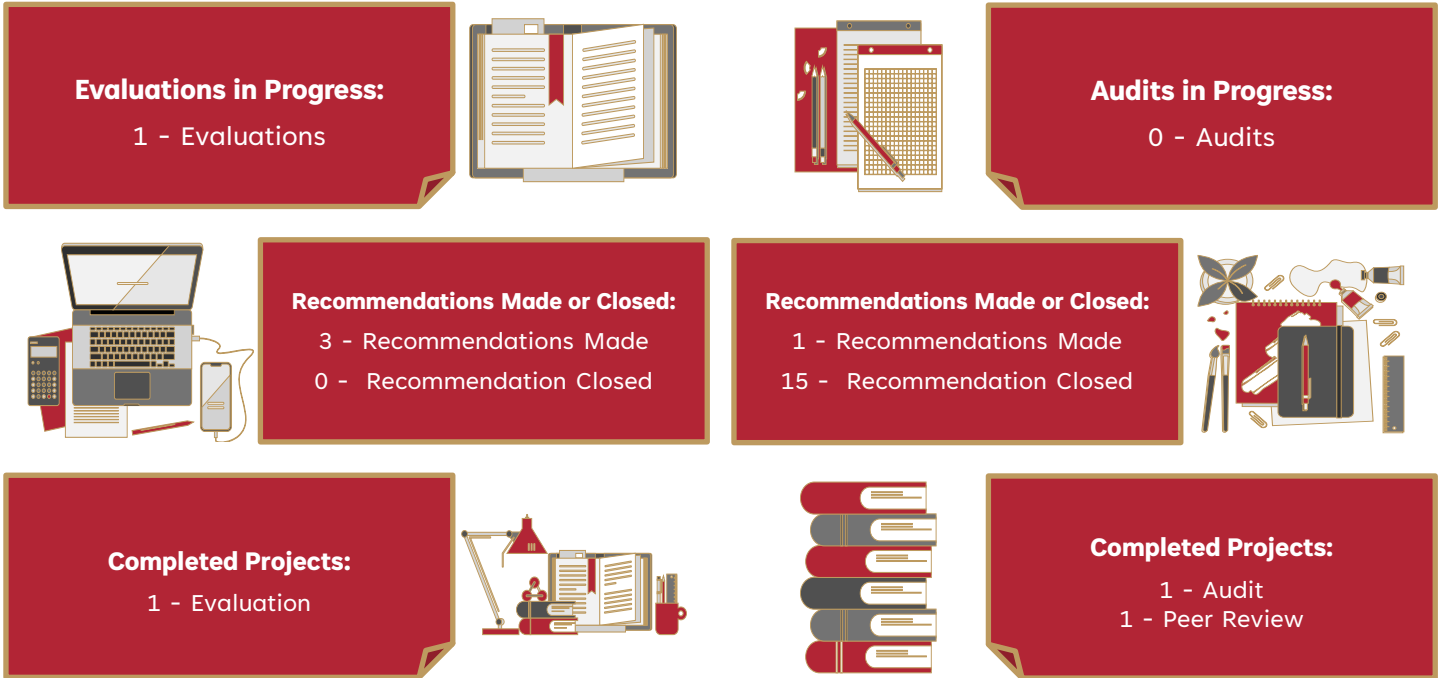 Evaluations in Progress:
1 - Evaluations
Audits in Progress:
0 - Audits
Recommendations Made or Closed:
3 - Recommendations Made
0 - Recommendation Closed
Recommendations Made or Closed:
1 - Recommendations Made
15 - Recommendation Closed
Completed Projects:
1 - Evaluation
Completed Projects:
1 - Audit
1 - Peer Review